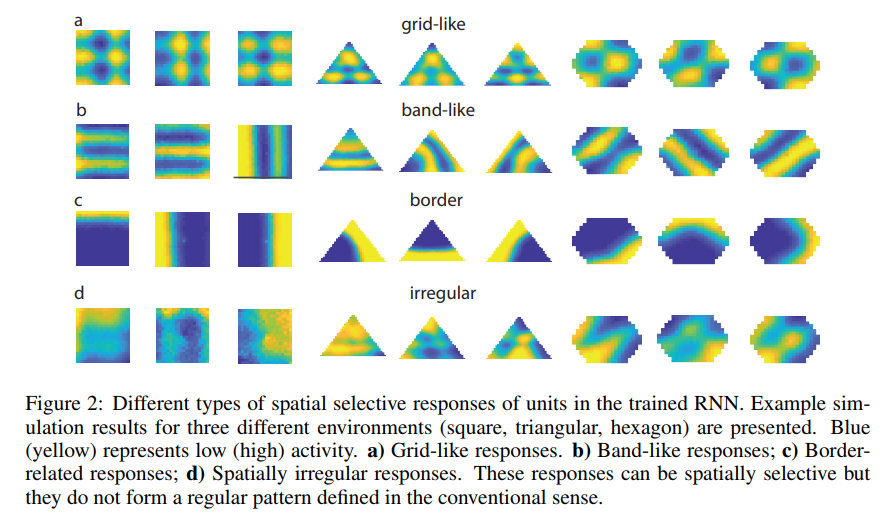 a
grid-like
b
band-like
c
border
d
irregular
Figure 2: Different types of spatial selective responses of units in the trained RNN. Example sim-
ulation results for three different environments (square, triangular, hexagon) are presented. Blue
(yellow) represents low (high) activity. a) Grid-like responses. b) Band-like responses; c) Border-
related responses; d) Spatially irregular responses. These responses can be spatially selective but
they do not form a regular pattern defined in the conventional sense.